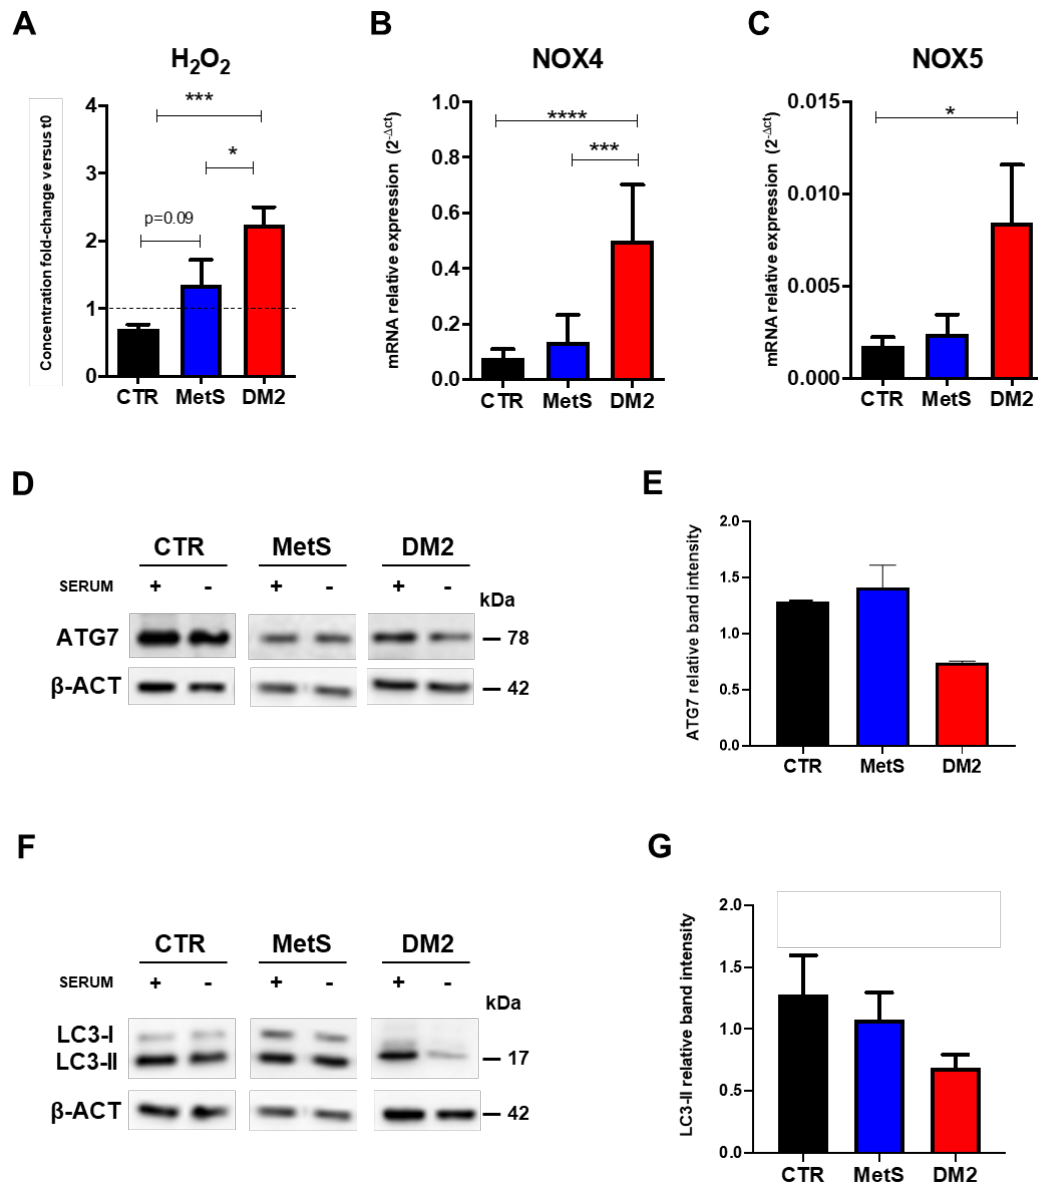 A
H₂O₂
Concentration fold-change versus t0
4
3
2
1
0
***
*
p=0.09
CTR MetS DM2
B
NOX4
mRNA relative expression (2^-Δct)
1.0
0.8
0.6
0.4
0.2
0.0
****
***
CTR MetS DM2
C
NOX5
mRNA relative expression (2^-Δct)
0.015
0.010
0.005
0.000
*
CTR MetS DM2
D
CTR MetS DM2
SERUM + - + - + -
kDa
ATG7 78
β-ACT 42
E
ATG7 relative band intensity
2.0
1.5
1.0
0.5
0.0
CTR MetS DM2
F
CTR MetS DM2
SERUM + - + - + -
kDa
LC3-I
LC3-II 17
β-ACT 42
G
LC3-II relative band intensity
2.0
1.5
1.0
0.5
0.0
CTR MetS DM2